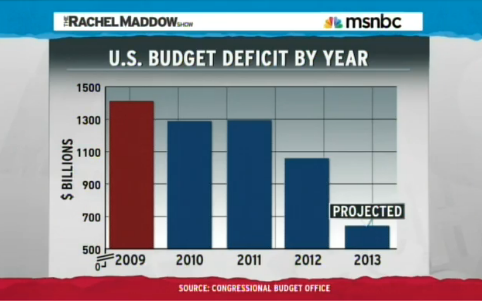 THE RACHEL MADDOW SHOW
msnbc
U.S. BUDGET DEFICIT BY YEAR
$ BILLIONS
1500
1300
1100
900
700
500
0
PROJECTED
2009 2010 2011 2012 2013
SOURCE: CONGRESSIONAL BUDGET OFFICE